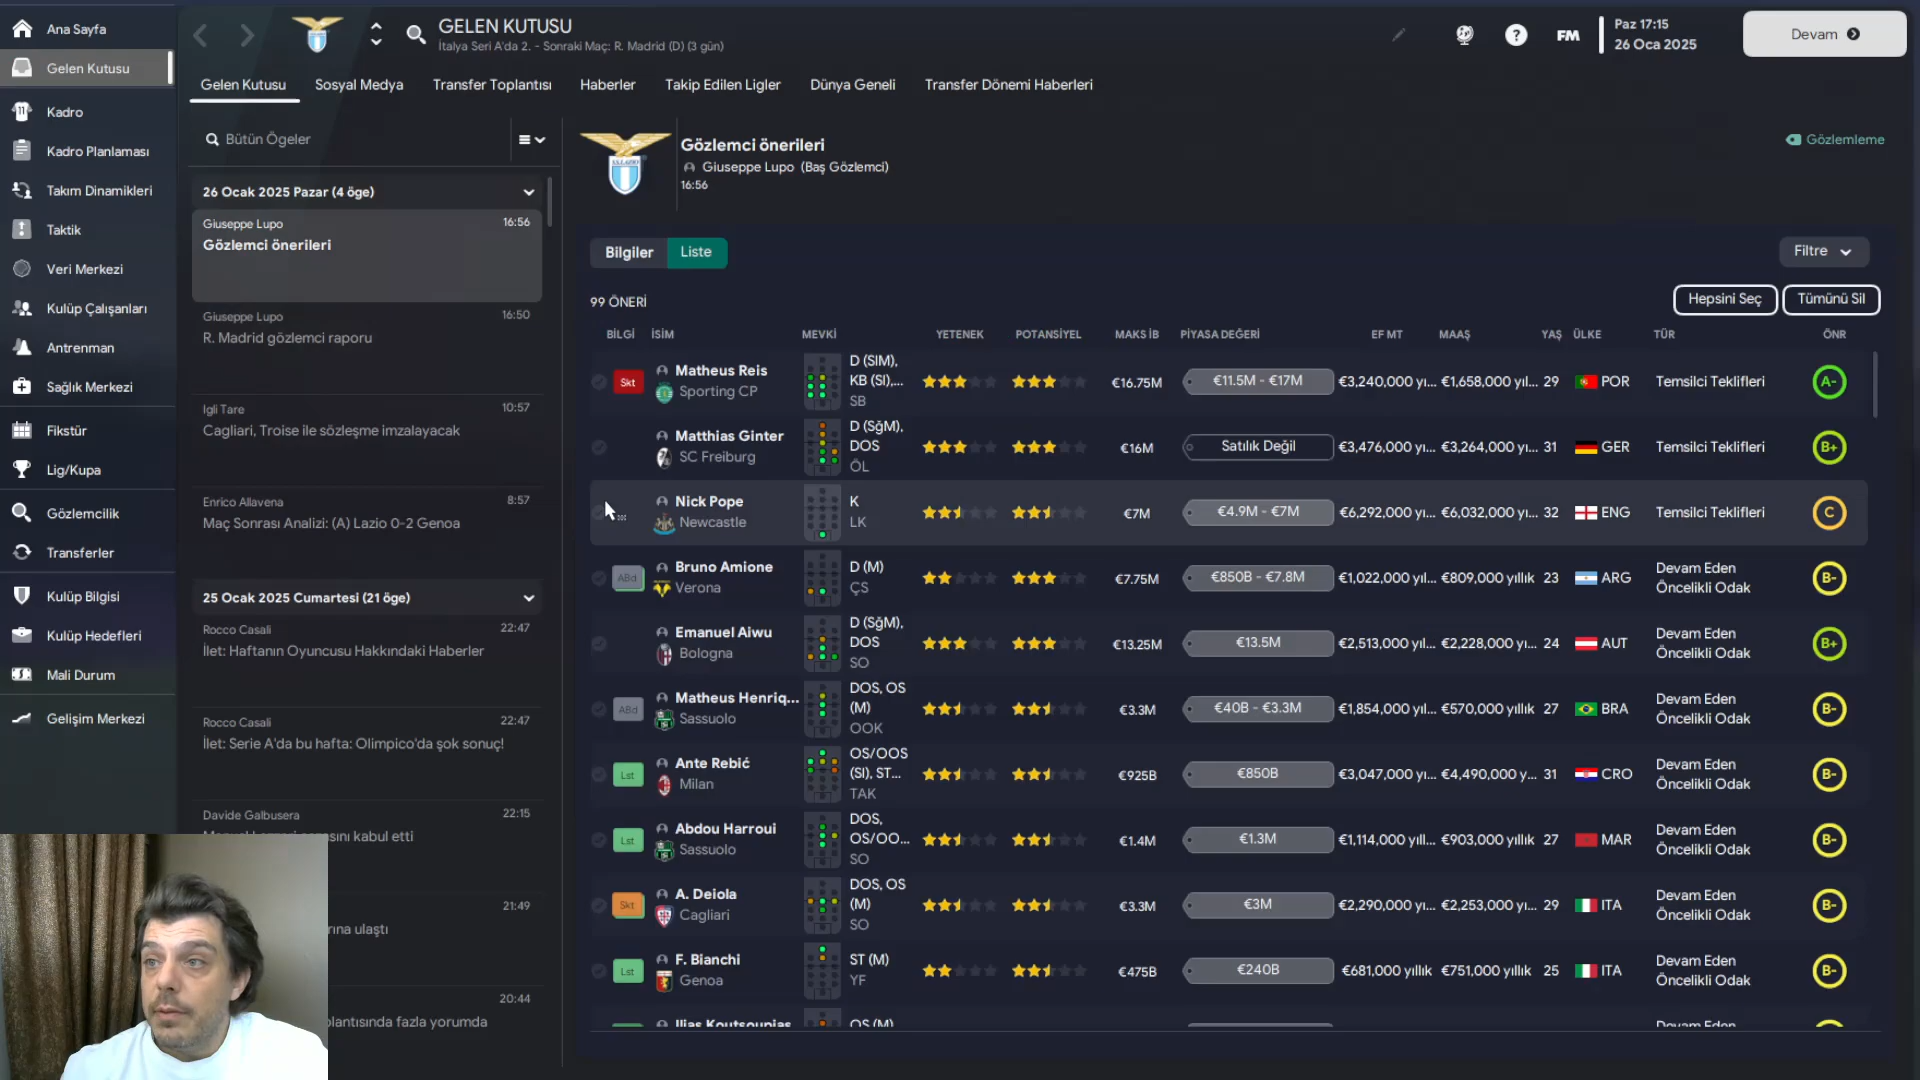 Ana Sayfa
Gelen Kutusu
Kadro
Kadro Planlaması
Takım Dinamikleri
Taktik
Veri Merkezi
Kulüp Çalışanları
Antrenman
Sağlık Merkezi
Fikstür
Lig/Kupa
Gözlemcilik
Transferler
Kulüp Bilgisi
Kulüp Hedefleri
Mali Durum
Gelişim Merkezi
GELEN KUTUSU
İtalya Seri A'da 2. - Sonraki Maç: R. Madrid (D) (3 gün)
FM
Paz 17:15
26 Oca 2025
Devam
Gelen Kutusu Sosyal Medya Transfer Toplantısı Haberler Takip Edilen Ligler Dünya Geneli Transfer Dönemi Haberleri
Bütün Ögeler
26 Ocak 2025 Pazar (4 öge)
Giuseppe Lupo 16:56
Gözlemci önerileri
Giuseppe Lupo 16:50
R. Madrid gözlemci raporu
Igli Tare 10:57
Cagliari, Troise ile sözleşme imzalayacak
Enrico Allavena 8:57
Maç Sonrası Analizi: (A) Lazio 0-2 Genoa
25 Ocak 2025 Cumartesi (21 öge)
Rocco Casali 22:47
İlet: Haftanın Oyuncusu Hakkındaki Haberler
Rocco Casali 22:47
İlet: Serie A'da bu hafta: Olimpico'da şok sonuç!
Davide Galbusera 22:15
kabul etti
21:49
ulaştı
20:44
fazla yorumda
Gözlemci önerileri
Giuseppe Lupo (Baş Gözlemci)
16:56
Gözlemleme
Bilgiler Liste
Filtre
99 ÖNERİ
Hepsini Seç Tümünü Sil
BİLGİ İSİM MEVKİ YETENEK POTANSİYEL MAKS İB PİYASA DEĞERİ EF MT MAAŞ YAŞ ÜLKE TÜR ÖNR
Skt Matheus Reis Sporting CP D (SIM), KB (SI),... SB €16.75M €11.5M - €17M €3,240,000 yı... €1,658,000 yıl... 29 POR Temsilci Teklifleri A-
Matthias Ginter SC Freiburg D (SğM), DOS ÖL €16M Satılık Değil €3,476,000 yı... €3,264,000 yı... 31 GER Temsilci Teklifleri B+
Nick Pope Newcastle K LK €7M €4.9M - €7M €6,292,000 yı... €6,032,000 yı... 32 ENG Temsilci Teklifleri C
ABd Bruno Amione Verona D (M) ÇS €7.75M €850B - €7.8M €1,022,000 yıl... €809,000 yıllık 23 ARG Devam Eden Öncelikli Odak B-
Emanuel Aiwu Bologna D (SğM), DOS SO €13.25M €13.5M €2,513,000 yıl... €2,228,000 yı... 24 AUT Devam Eden Öncelikli Odak B+
ABd Matheus Henriq... Sassuolo DOS, OS (M) OOK €3.3M €40B - €3.3M €1,854,000 yıl... €570,000 yıllık 27 BRA Devam Eden Öncelikli Odak B-
Lst Ante Rebić Milan OS/OOS (SI), ST... TAK €925B €850B €3,047,000 yı... €4,490,000 y... 31 CRO Devam Eden Öncelikli Odak B-
Lst Abdou Harroui Sassuolo DOS, OS/OO... SO €1.4M €1.3M €1,114,000 yıll... €903,000 yıllık 27 MAR Devam Eden Öncelikli Odak B-
Skt A. Deiola Cagliari DOS, OS (M) SO €3.3M €3M €2,290,000 yı... €2,253,000 yı... 29 ITA Devam Eden Öncelikli Odak B-
Lst F. Bianchi Genoa ST (M) YF €475B €240B €681,000 yıllık €751,000 yıllık 25 ITA Devam Eden Öncelikli Odak B-
Ilias Koutsoupias OS (M) Devam Eden